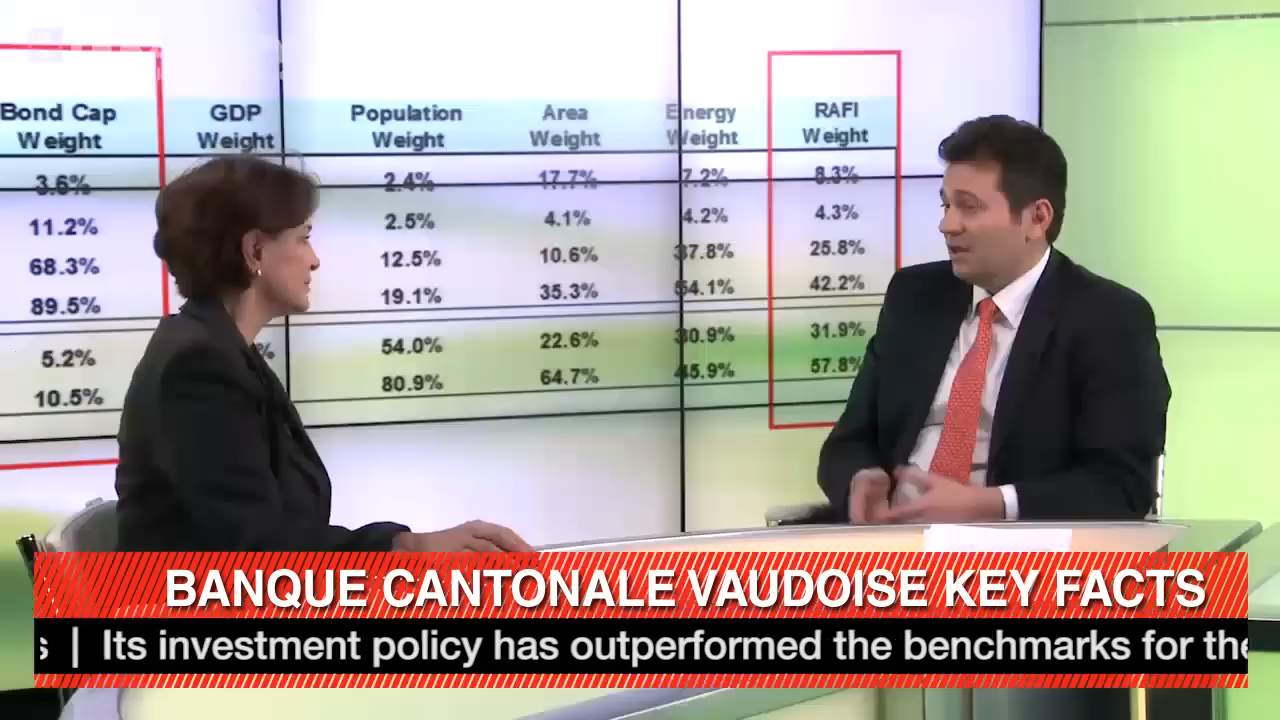 Bond Cap GDP Population Area Energy RAFI
Weight Weight Weight Weight Weight Weight
3.6% 2.4% 17.7% 7.2% 8.3%
11.2% 2.5% 4.1% 4.2% 4.3%
68.3% 12.5% 10.6% 37.8% 25.8%
89.5% 19.1% 35.3% 54.1% 42.2%
5.2% % 54.0% 22.6% 30.9% 31.9%
10.5% 80.9% 64.7% 45.9% 57.8%
BANQUE CANTONALE VAUDOISE KEY FACTS
s | Its investment policy has outperformed the benchmarks for the